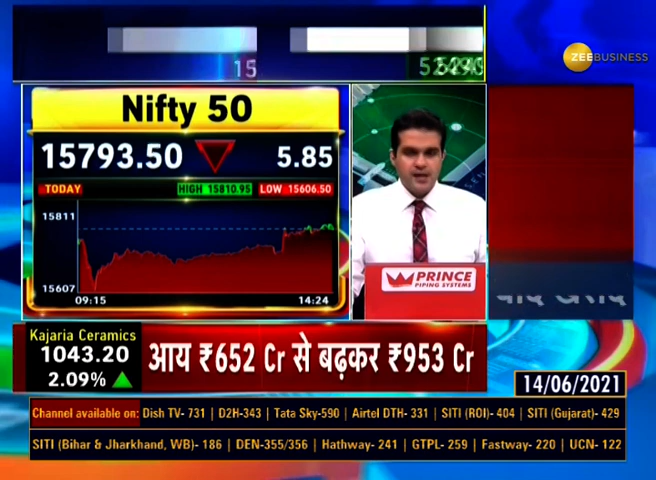 ZEEBUSINESS
Nifty 50
15793.50 5.85
TODAY HIGH 15810.95 LOW 15606.50
15811
15607
09:15 14:24
PRINCE
PIPING SYSTEMS
Kajaria Ceramics
1043.20
2.09%
आय ₹652 Cr से बढ़कर ₹953 Cr
14/06/2021
Channel available on: Dish TV- 731 | D2H-343 | Tata Sky-590 | Airtel DTH- 331 | SITI (ROI)- 404 | SITI (Gujarat)- 429
SITI (Bihar & Jharkhand, WB)- 186 | DEN-355/356 | Hathway- 241 | GTPL- 259 | Fastway- 220 | UCN- 122